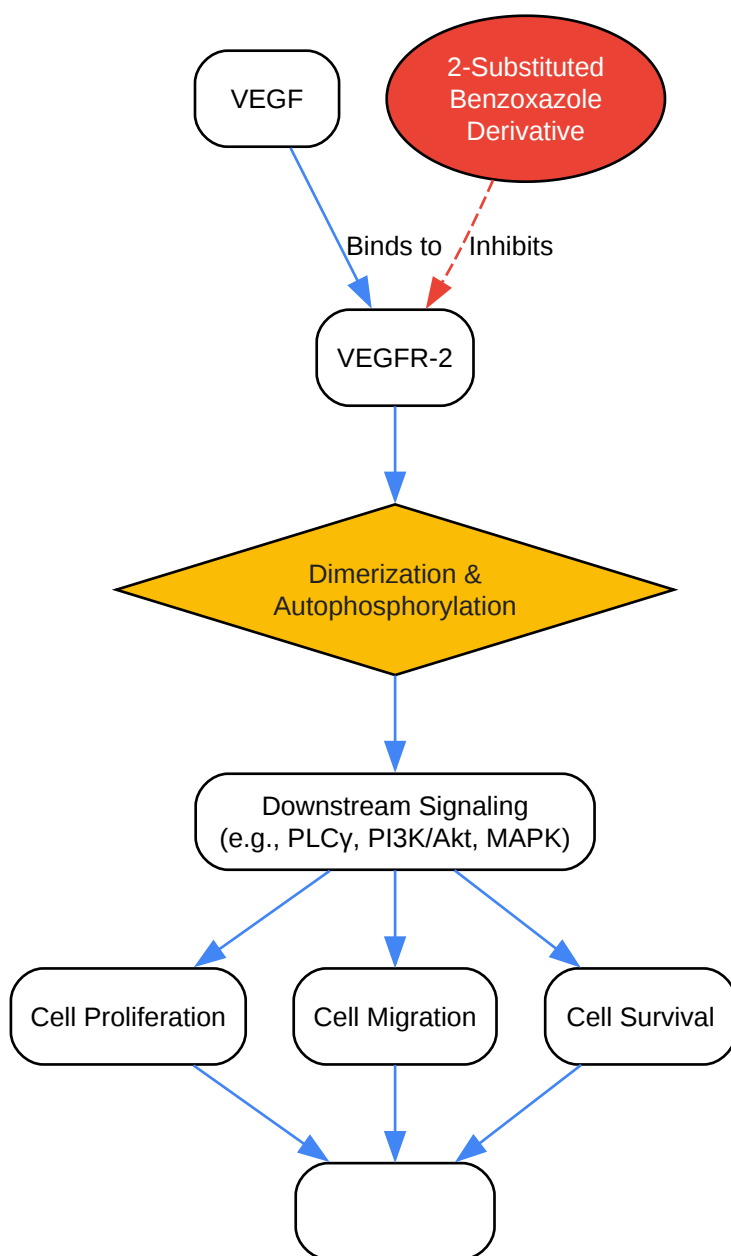 VEGF
2-Substituted
Benzoxazole
Derivative
Binds to
Inhibits
VEGFR-2
Dimerization &
Autophosphorylation
Downstream Signaling
(e.g., PLCγ, PI3K/Akt, MAPK)
Cell Proliferation
Cell Migration
Cell Survival